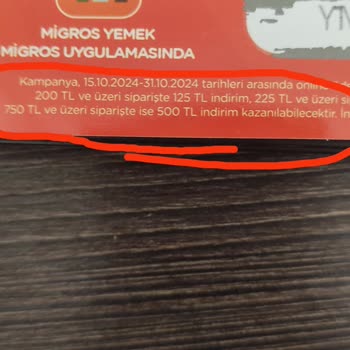 YM
MİGROS YEMEK
MİGROS UYGULAMASINDA
Kampanya, 15.10.2024-31.10.2024 tarihleri arasında
200 TL ve üzeri siparişte 125 TL indirim, 225 TL ve üzeri
750 TL ve üzeri siparişte ise 500 TL indirim kazanılabilecektir.